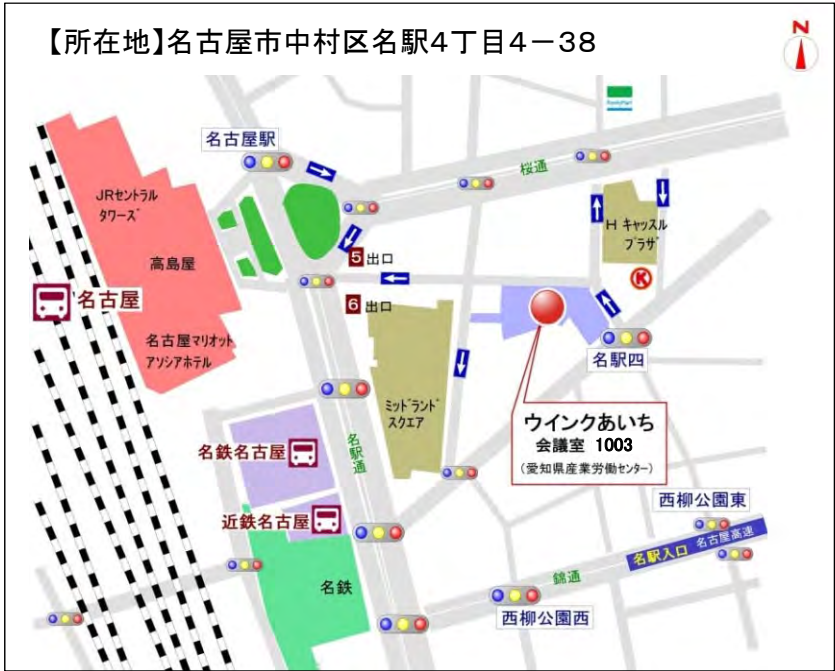 【所在地】名古屋市中村区名駅4丁目4－38
N
名古屋駅
FamilyMart
桜通
JRセントラル
タワーズ
H キャッスル
プラザ
5 出口
高島屋
K
名古屋
6 出口
名駅四
名古屋マリオット
アソシアホテル
ミッドランド
スクエア
ウインクあいち
会議室 1003
(愛知県産業労働センター)
名駅通
名鉄名古屋
西柳公園東
近鉄名古屋
名駅入口 名古屋高速
錦通
名鉄
西柳公園西